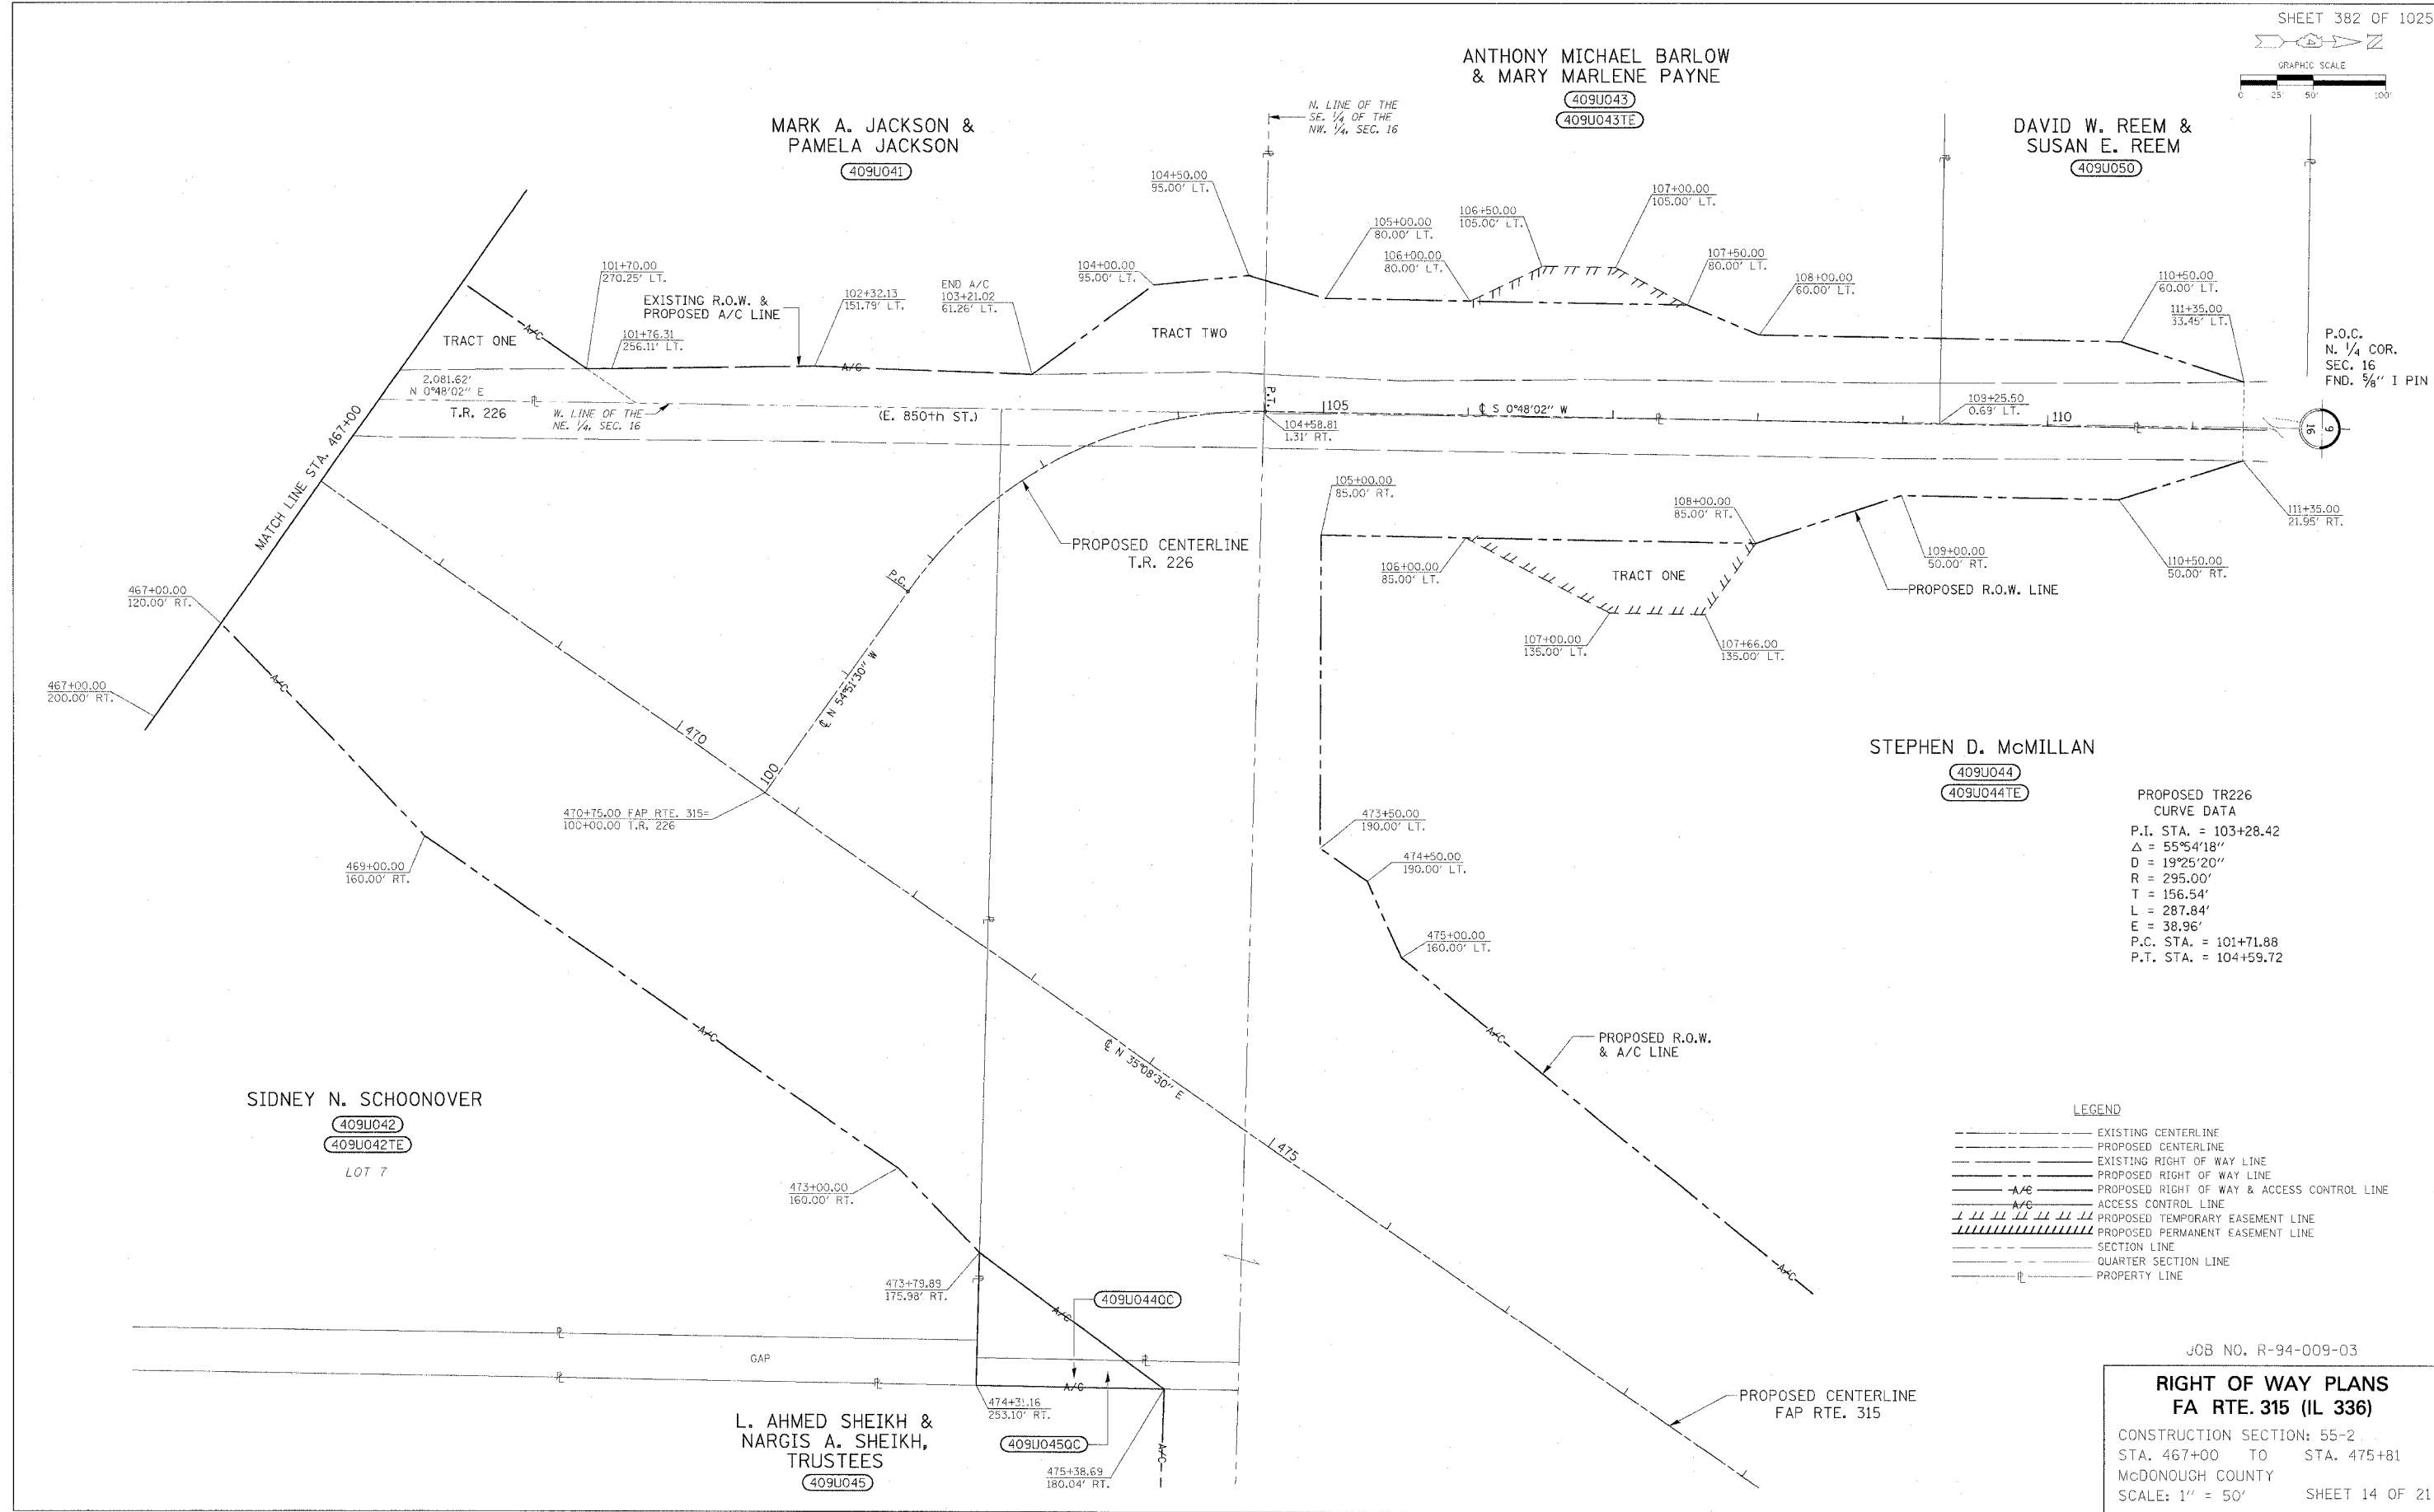 SHEET 382 OF 1025
Z
GRAPHIC SCALE
0 25' 50' 100'
ANTHONY MICHAEL BARLOW
& MARY MARLENE PAYNE
409U043
409U043TE
N. LINE OF THE
SE. 1/4 OF THE
NW. 1/4, SEC. 16
MARK A. JACKSON &
PAMELA JACKSON
409U041
DAVID W. REEM &
SUSAN E. REEM
409U050
104+50.00
95.00' LT.
105+00.00
80.00' LT.
106+50.00
105.00' LT.
107+00.00
105.00' LT.
106+00.00
80.00' LT.
107+50.00
80.00' LT.
108+00.00
60.00' LT.
110+50.00
60.00' LT.
111+35.00
33.45' LT.
P.O.C.
N. 1/4 COR.
SEC. 16
FND. 5/8" I PIN
9
16
101+70.00
270.25' LT.
EXISTING R.O.W. &
PROPOSED A/C LINE
102+32.13
151.79' LT.
END A/C
103+21.02
61.26' LT.
104+00.00
95.00' LT.
TRACT ONE
A/C
101+76.31
256.11' LT.
A/C
TRACT TWO
2,081.62'
N 0°48'02" E
T.R. 226
W. LINE OF THE
NE. 1/4, SEC. 16
(E. 850th ST.)
P.T.
105
℄ S 0°48'02" W
109+25.50
0.69' LT.
110
104+58.81
1.31' RT.
MATCH LINE STA. 467+00
105+00.00
85.00' RT.
108+00.00
85.00' RT.
111+35.00
21.95' RT.
PROPOSED CENTERLINE
T.R. 226
106+00.00
85.00' LT.
TRACT ONE
109+00.00
50.00' RT.
110+50.00
50.00' RT.
PROPOSED R.O.W. LINE
P.C.
467+00.00
120.00' RT.
107+00.00
135.00' LT.
107+66.00
135.00' LT.
467+00.00
200.00' RT.
A/C
℄ N 54°51'30" W
470
100
STEPHEN D. McMILLAN
409U044
409U044TE
470+75.00 FAP RTE. 315=
100+00.00 T.R. 226
473+50.00
190.00' LT.
474+50.00
190.00' LT.
469+00.00
160.00' RT.
475+00.00
160.00' LT.
PROPOSED TR226
CURVE DATA
P.I. STA. = 103+28.42
Δ = 55°54'18"
D = 19°25'20"
R = 295.00'
T = 156.54'
L = 287.84'
E = 38.96'
P.C. STA. = 101+71.88
P.T. STA. = 104+59.72
A/C
A/C
PROPOSED R.O.W.
& A/C LINE
℄ N 35°08'30" E
SIDNEY N. SCHOONOVER
409U042
409U042TE
LOT 7
475
473+00.00
160.00' RT.
LEGEND
EXISTING CENTERLINE
PROPOSED CENTERLINE
EXISTING RIGHT OF WAY LINE
PROPOSED RIGHT OF WAY LINE
A/C PROPOSED RIGHT OF WAY & ACCESS CONTROL LINE
A/C ACCESS CONTROL LINE
PROPOSED TEMPORARY EASEMENT LINE
PROPOSED PERMANENT EASEMENT LINE
SECTION LINE
QUARTER SECTION LINE
PROPERTY LINE
A/C
473+79.89
175.98' RT.
409U044QC
A/C
GAP
A/C
474+31.16
253.10' RT.
L. AHMED SHEIKH &
NARGIS A. SHEIKH,
TRUSTEES
409U045
409U045QC
A/C
475+38.69
180.04' RT.
PROPOSED CENTERLINE
FAP RTE. 315
JOB NO. R-94-009-03
RIGHT OF WAY PLANS
FA RTE. 315 (IL 336)
CONSTRUCTION SECTION: 55-2
STA. 467+00 TO STA. 475+81
McDONOUGH COUNTY
SCALE: 1" = 50' SHEET 14 OF 21